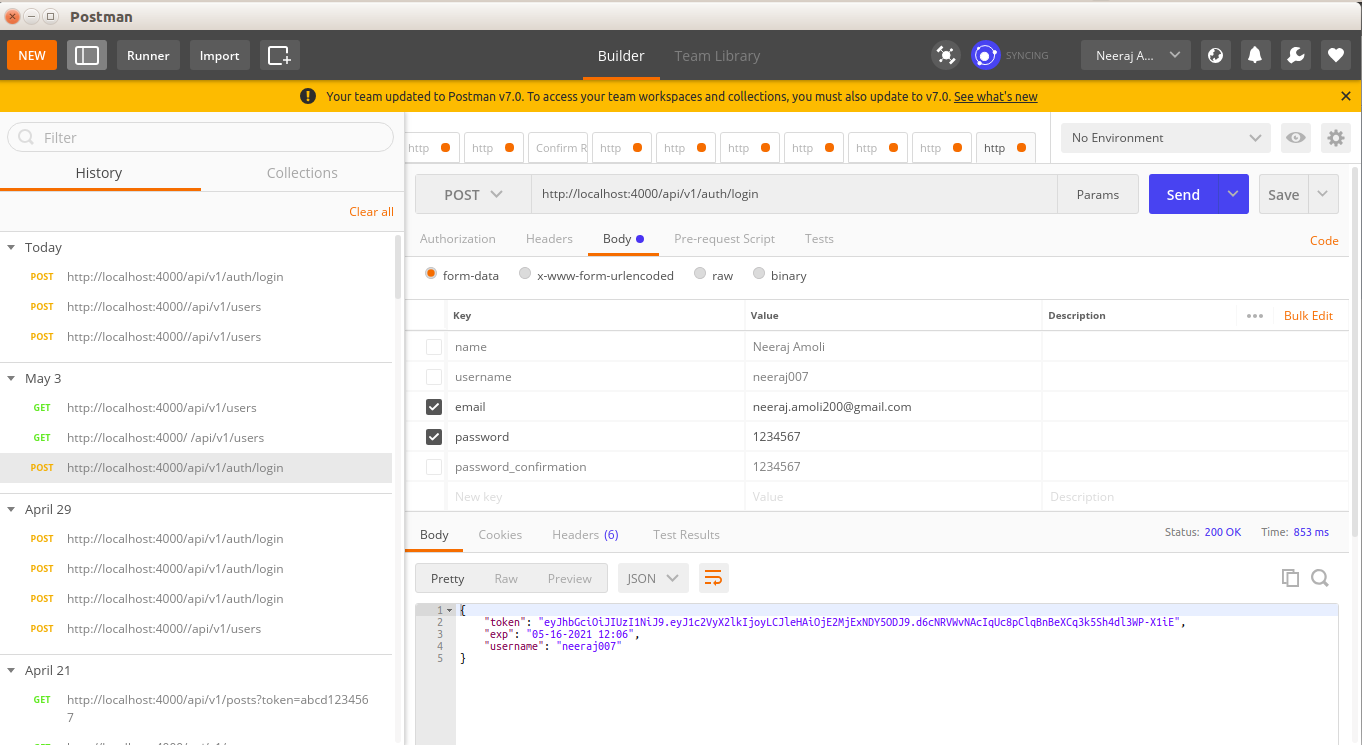 Postman
NEW
Runner
Import
Builder
Team Library
SYNCING
Neeraj A...
Your team updated to Postman v7.0. To access your team workspaces and collections, you must also update to v7.0. See what's new
Filter
History
Collections
Clear all
Today
POST http://localhost:4000/api/v1/auth/login
POST http://localhost:4000//api/v1/users
POST http://localhost:4000//api/v1/users
May 3
GET http://localhost:4000/api/v1/users
GET http://localhost:4000/ /api/v1/users
POST http://localhost:4000/api/v1/auth/login
April 29
POST http://localhost:4000/api/v1/auth/login
POST http://localhost:4000/api/v1/auth/login
POST http://localhost:4000/api/v1/auth/login
POST http://localhost:4000//api/v1/users
April 21
GET http://localhost:4000/api/v1/posts?token=abcd123456
7
http http Confirm R http http http http http http http
No Environment
POST http://localhost:4000/api/v1/auth/login Params Send Save
Authorization Headers Body Pre-request Script Tests Code
form-data x-www-form-urlencoded raw binary
Key Value Description ••• Bulk Edit
name Neeraj Amoli
username neeraj007
email neeraj.amoli200@gmail.com
password 1234567
password_confirmation 1234567
New key Value Description
Body Cookies Headers (6) Test Results Status: 200 OK Time: 853 ms
Pretty Raw Preview JSON
1 {
2 "token": "eyJhbGciOiJIUzI1NiJ9.eyJ1c2VyX2lkIjoyLCJleHAiOjE2MjExNDY5ODJ9.d6cNRVWvNAcIqUc8pClqBnBeXCq3k5Sh4dl3WP-X1iE",
3 "exp": "05-16-2021 12:06",
4 "username": "neeraj007"
5 }